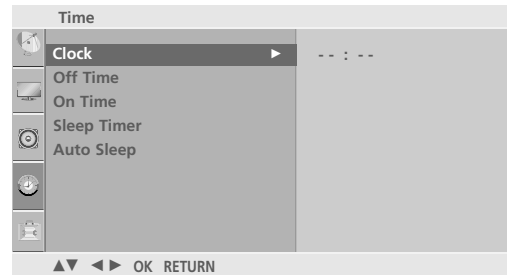 Time
Clock ► -- : --
Off Time
On Time
Sleep Timer
Auto Sleep
▲▼ ◄► OK RETURN